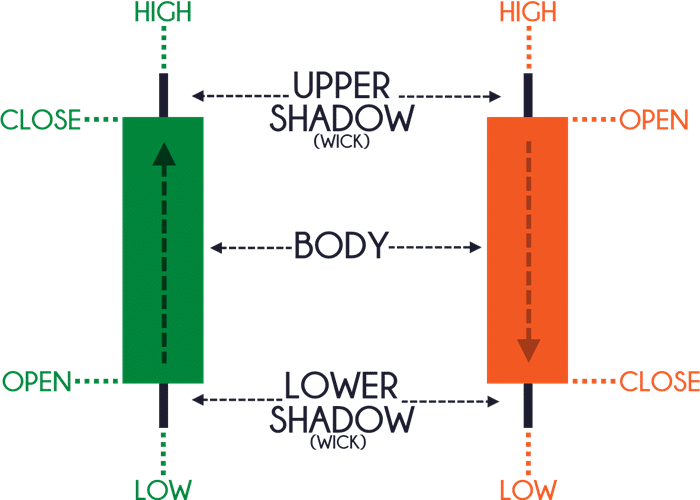 HIGH
HIGH
UPPER
SHADOW
(WICK)
CLOSE
OPEN
BODY
OPEN
CLOSE
LOWER
SHADOW
(WICK)
LOW
LOW